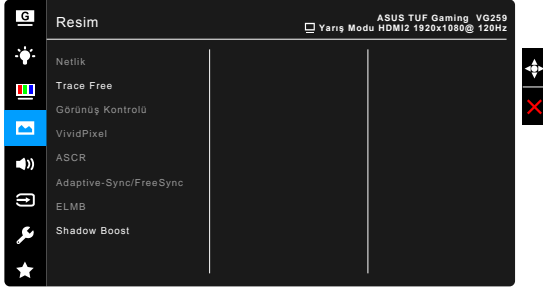 G
Resim
ASUS TUF Gaming VG259
Yarış Modu HDMI2 1920x1080@ 120Hz
Netlik
Trace Free
Görünüş Kontrolü
VividPixel
ASCR
Adaptive-Sync/FreeSync
ELMB
Shadow Boost